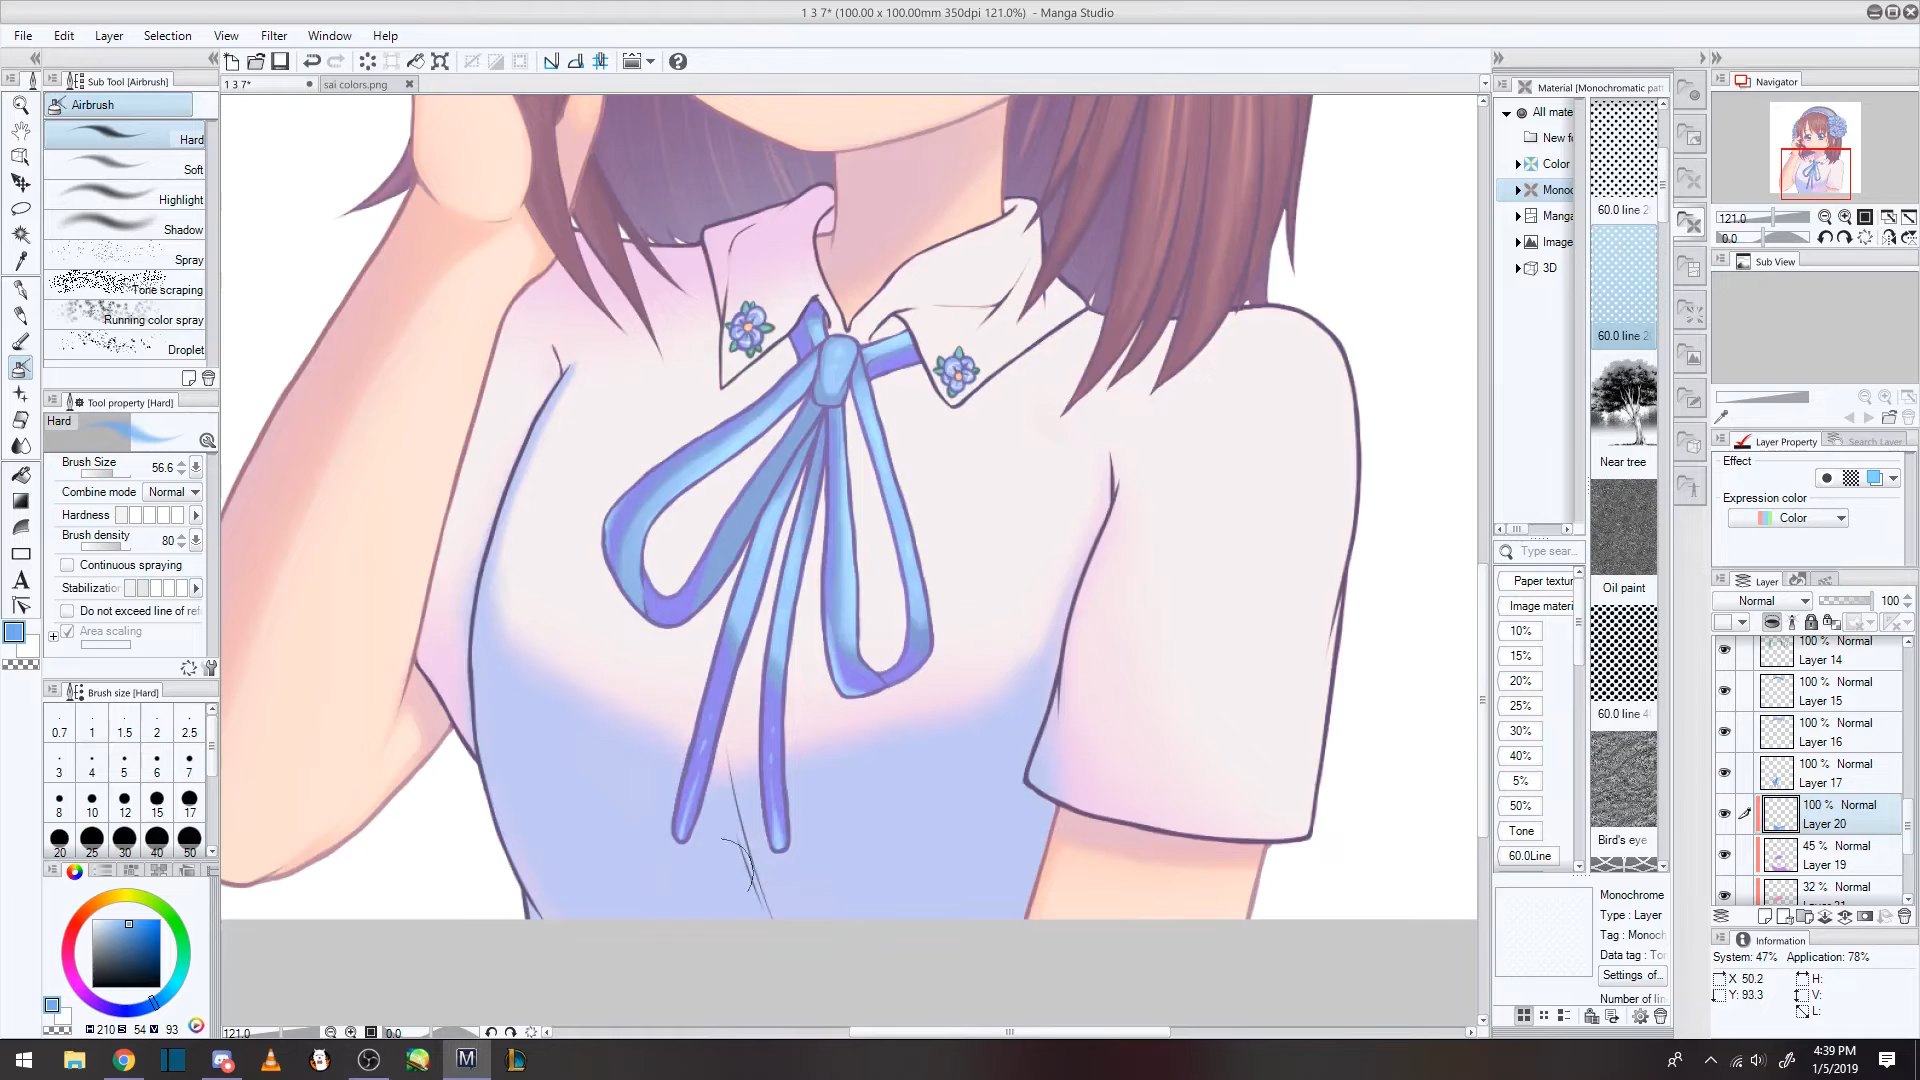 1 3 7* (100.00 x 100.00mm 350dpi 121.0%) - Manga Studio
File Edit Layer Selection View Filter Window Help
Sub Tool [Airbrush]
Airbrush
Hard
Soft
Highlight
Shadow
Spray
Tone scraping
Running color spray
Droplet
Tool property [Hard]
Hard
Brush Size 56.6
Combine mode Normal
Hardness
Brush density 80
Continuous spraying
Stabilization
Do not exceed line of ref
Area scaling
Brush size [Hard]
0.7 1 1.5 2 2.5
3 4 5 6 7
8 10 12 15 17
20 25 30 40 50
H 210 S 54 V 93
1 3 7*
sai colors.png
121.0
0.0
Material [Monochromatic patt
All mate
New f
Color
Mono
Manga
Image
3D
Type sear...
Paper textur
Image materi
10%
15%
20%
25%
30%
40%
5%
50%
Tone
60.0Line
60.0 line 2
60.0 line 2
Near tree
Oil paint
60.0 line 4
Bird's eye
Monochrome
Type : Layer
Tag : Monoch
Data tag : Ton
Settings of...
Number of lin
Navigator
121.0
0.0
Sub View
Layer Property
Search Layer
Effect
Expression color
Color
Layer
Normal 100
100 % Normal
Layer 14
100 % Normal
Layer 15
100 % Normal
Layer 16
100 % Normal
Layer 17
100 % Normal
Layer 20
45 % Normal
Layer 19
32 % Normal
Layer 21
Information
System: 47% Application: 78%
X 50.2 H:
Y: 93.3 V:
L:
4:39 PM
1/5/2019